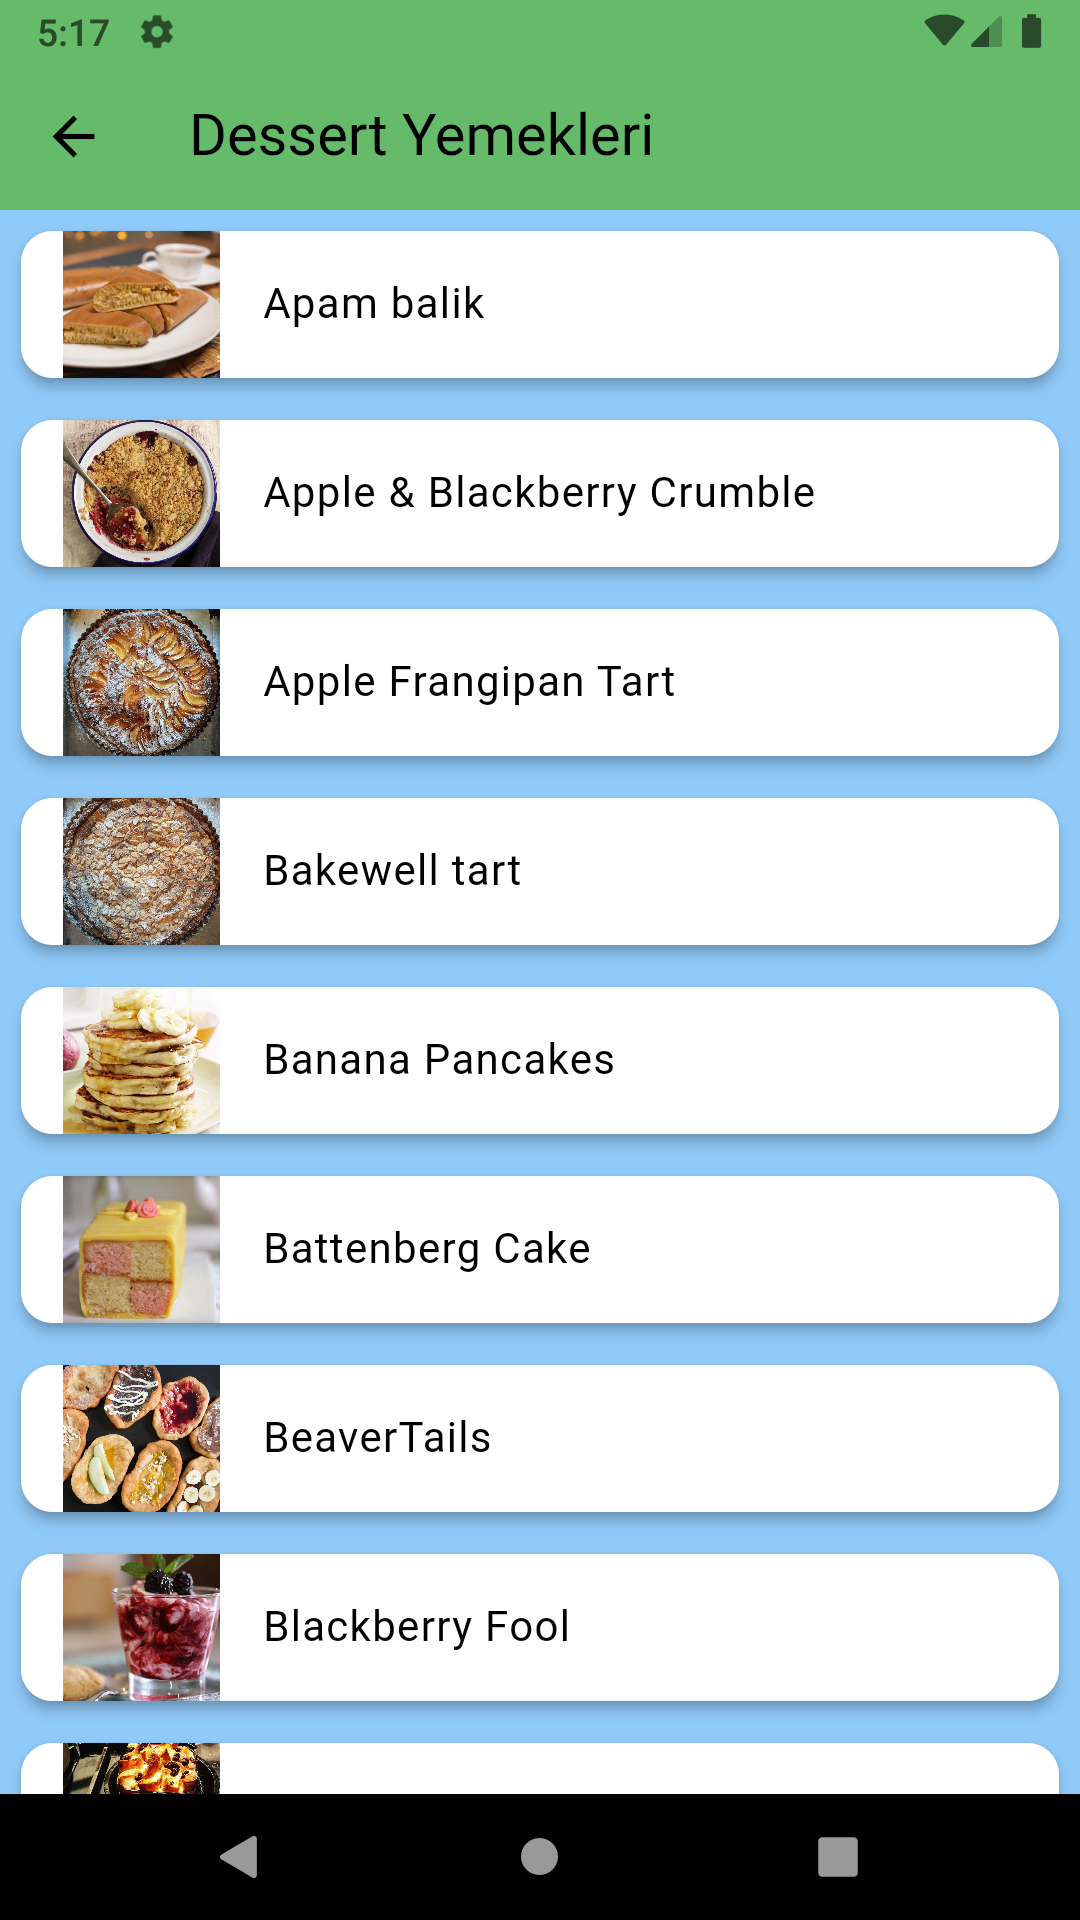 5:17
Dessert Yemekleri
Apam balik
Apple & Blackberry Crumble
Apple Frangipan Tart
Bakewell tart
Banana Pancakes
Battenberg Cake
BeaverTails
Blackberry Fool